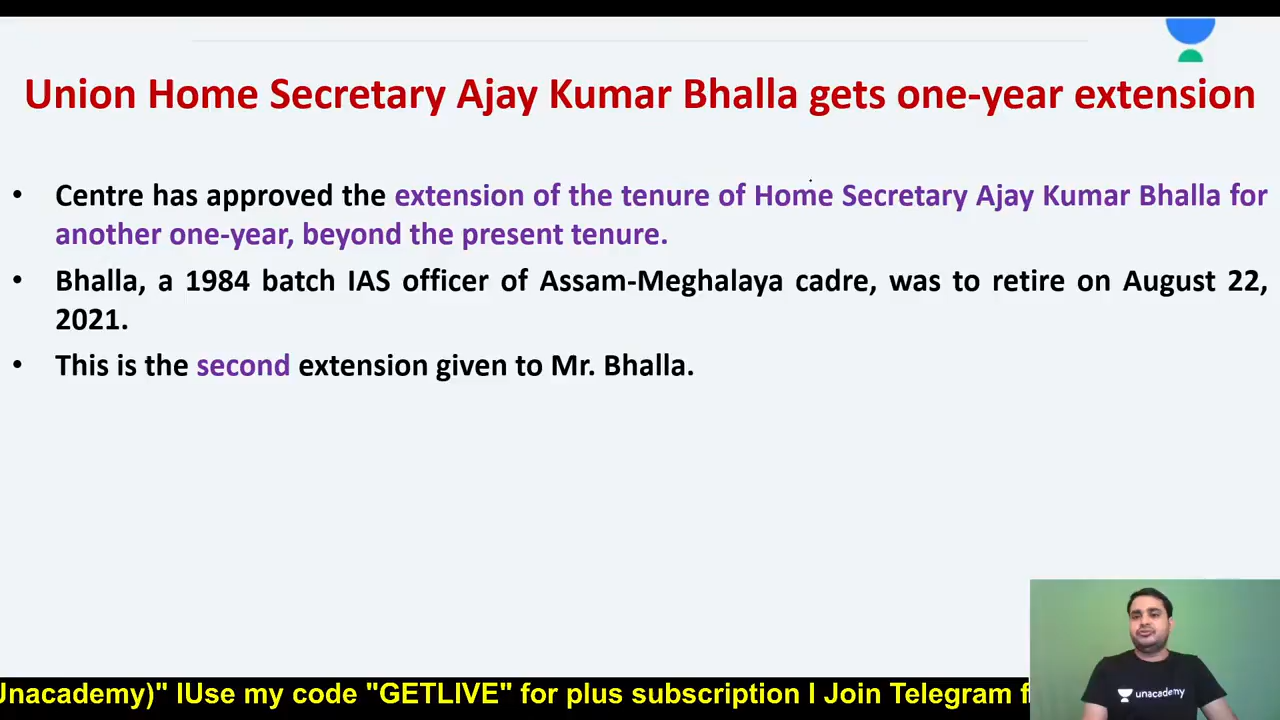 Union Home Secretary Ajay Kumar Bhalla gets one-year extension
• Centre has approved the extension of the tenure of Home Secretary Ajay Kumar Bhalla for
another one-year, beyond the present tenure.
• Bhalla, a 1984 batch IAS officer of Assam-Meghalaya cadre, was to retire on August 22,
2021.
• This is the second extension given to Mr. Bhalla.
unacademy
Unacademy)" lUse my code "GETLIVE" for plus subscription l Join Telegram f